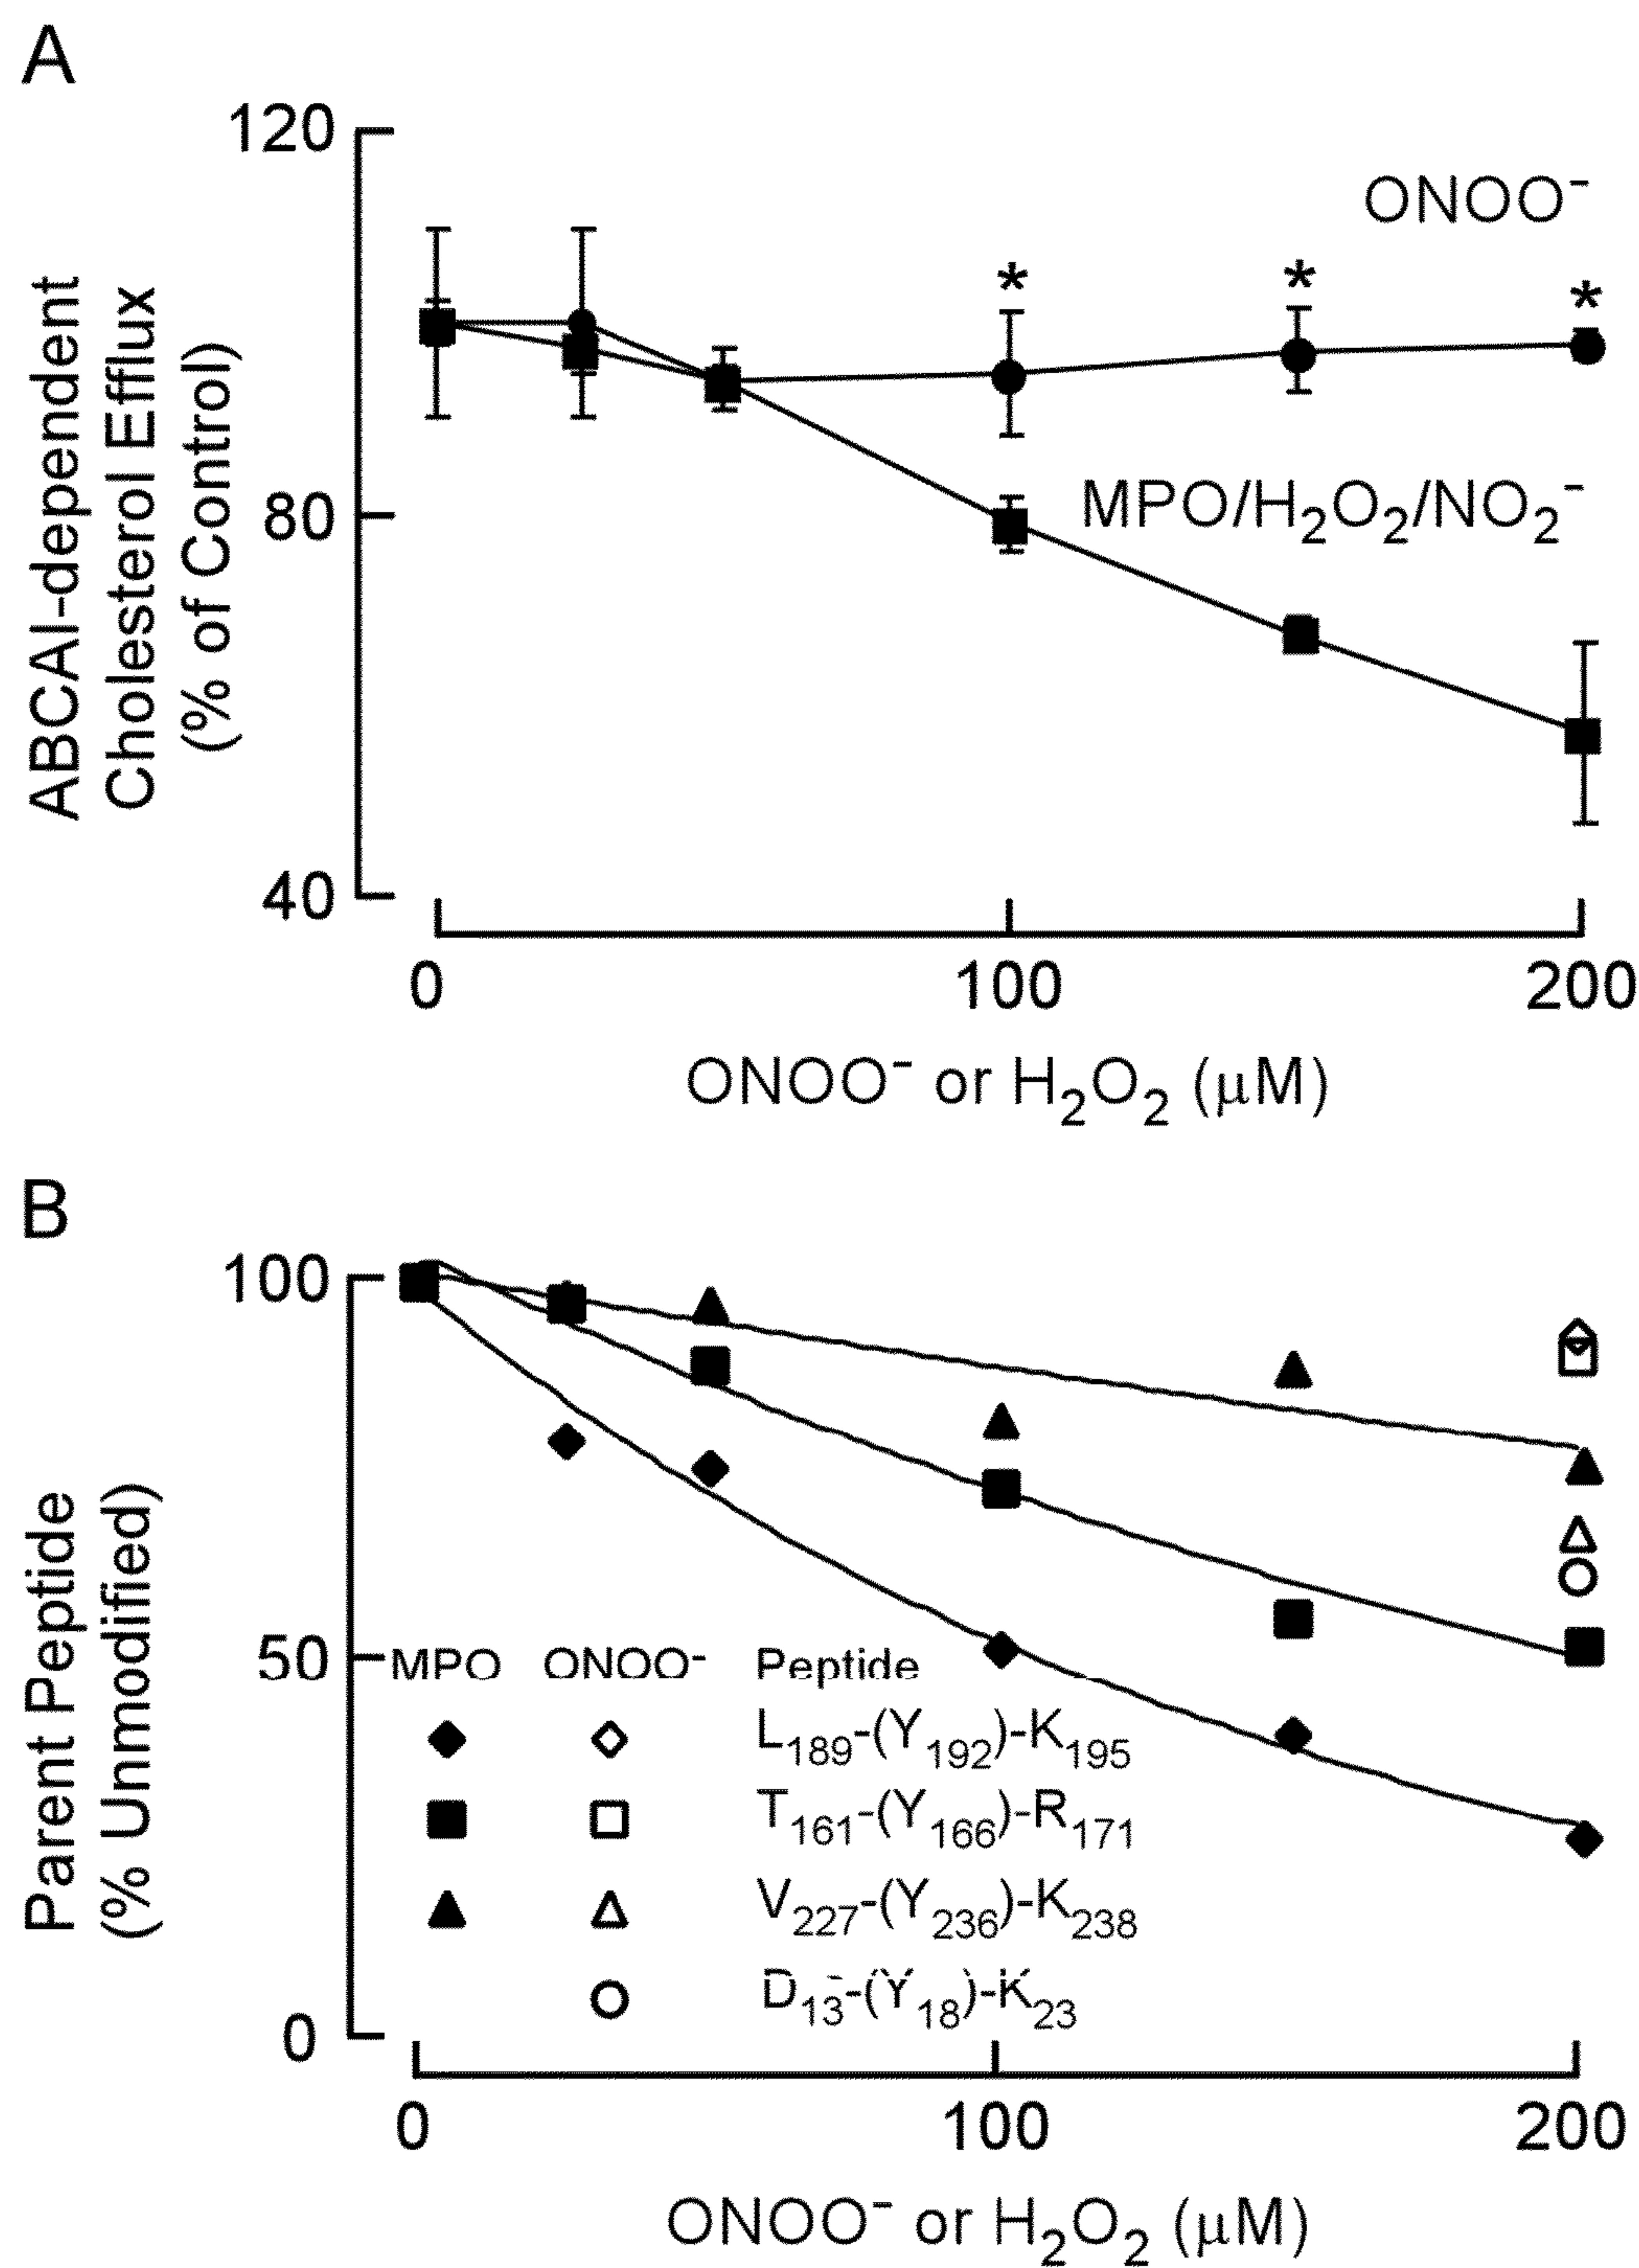 A
120
80
40
ABCAI-dependent
Cholesterol Efflux
(% of Control)
ONOO⁻
*
*
*
MPO/H₂O₂/NO₂⁻
0 100 200
ONOO⁻ or H₂O₂ (μM)
B
100
50
0
Parent Peptide
(% Unmodified)
MPO ONOO⁻ Peptide
L₁₈₉-(Y₁₉₂)-K₁₉₅
T₁₆₁-(Y₁₆₆)-R₁₇₁
V₂₂₇-(Y₂₃₆)-K₂₃₈
D₁₃-(Y₁₈)-K₂₃
0 100 200
ONOO⁻ or H₂O₂ (μM)